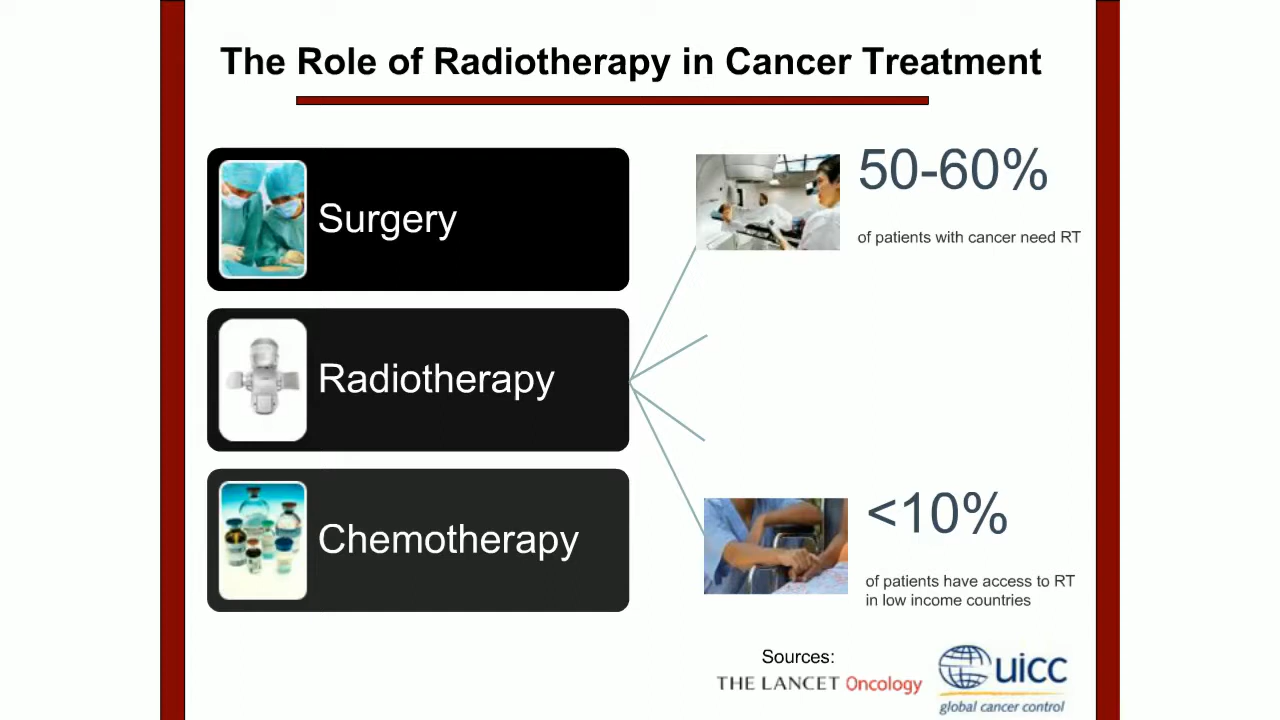 The Role of Radiotherapy in Cancer Treatment
Surgery
Radiotherapy
Chemotherapy
50-60%
of patients with cancer need RT
<10%
of patients have access to RT
in low income countries
Sources:
THE LANCET Oncology
uicc
global cancer control